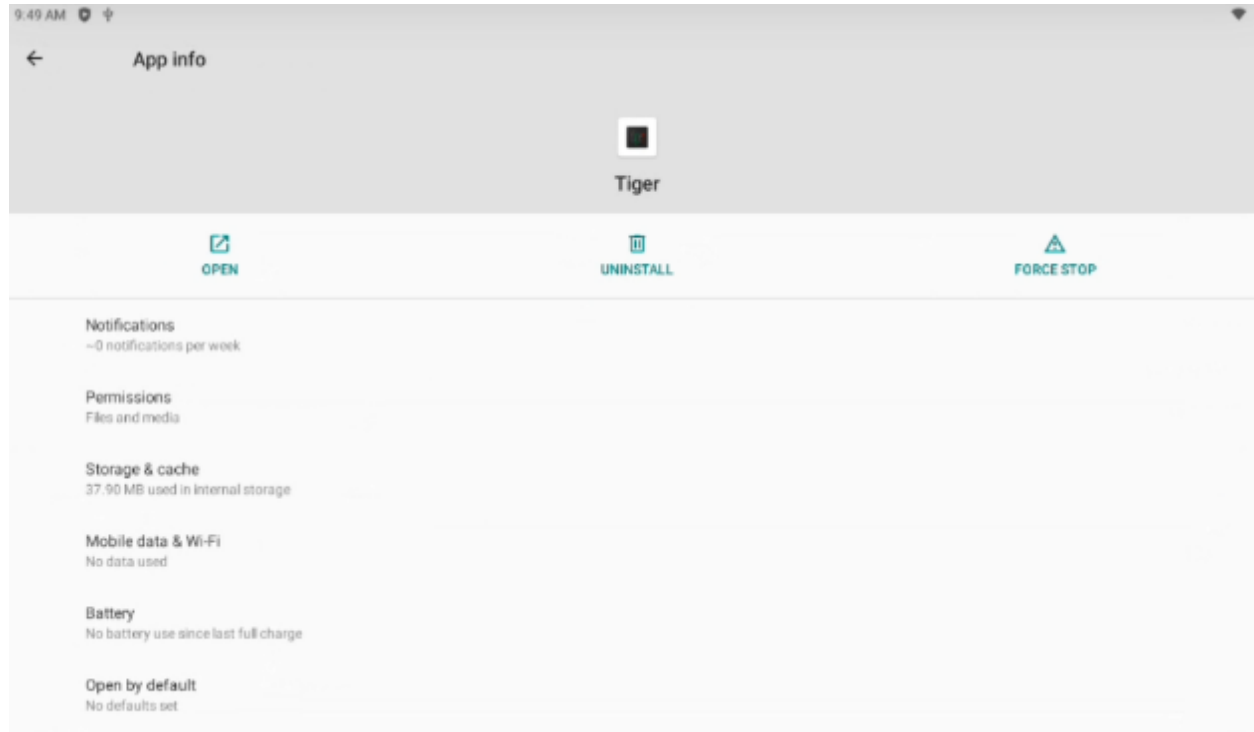 9:49 AM
App info
Tiger
OPEN
UNINSTALL
FORCE STOP
Notifications
~0 notifications per week
Permissions
Files and media
Storage & cache
37.90 MB used in internal storage
Mobile data & Wi-Fi
No data used
Battery
No battery use since last full charge
Open by default
No defaults set